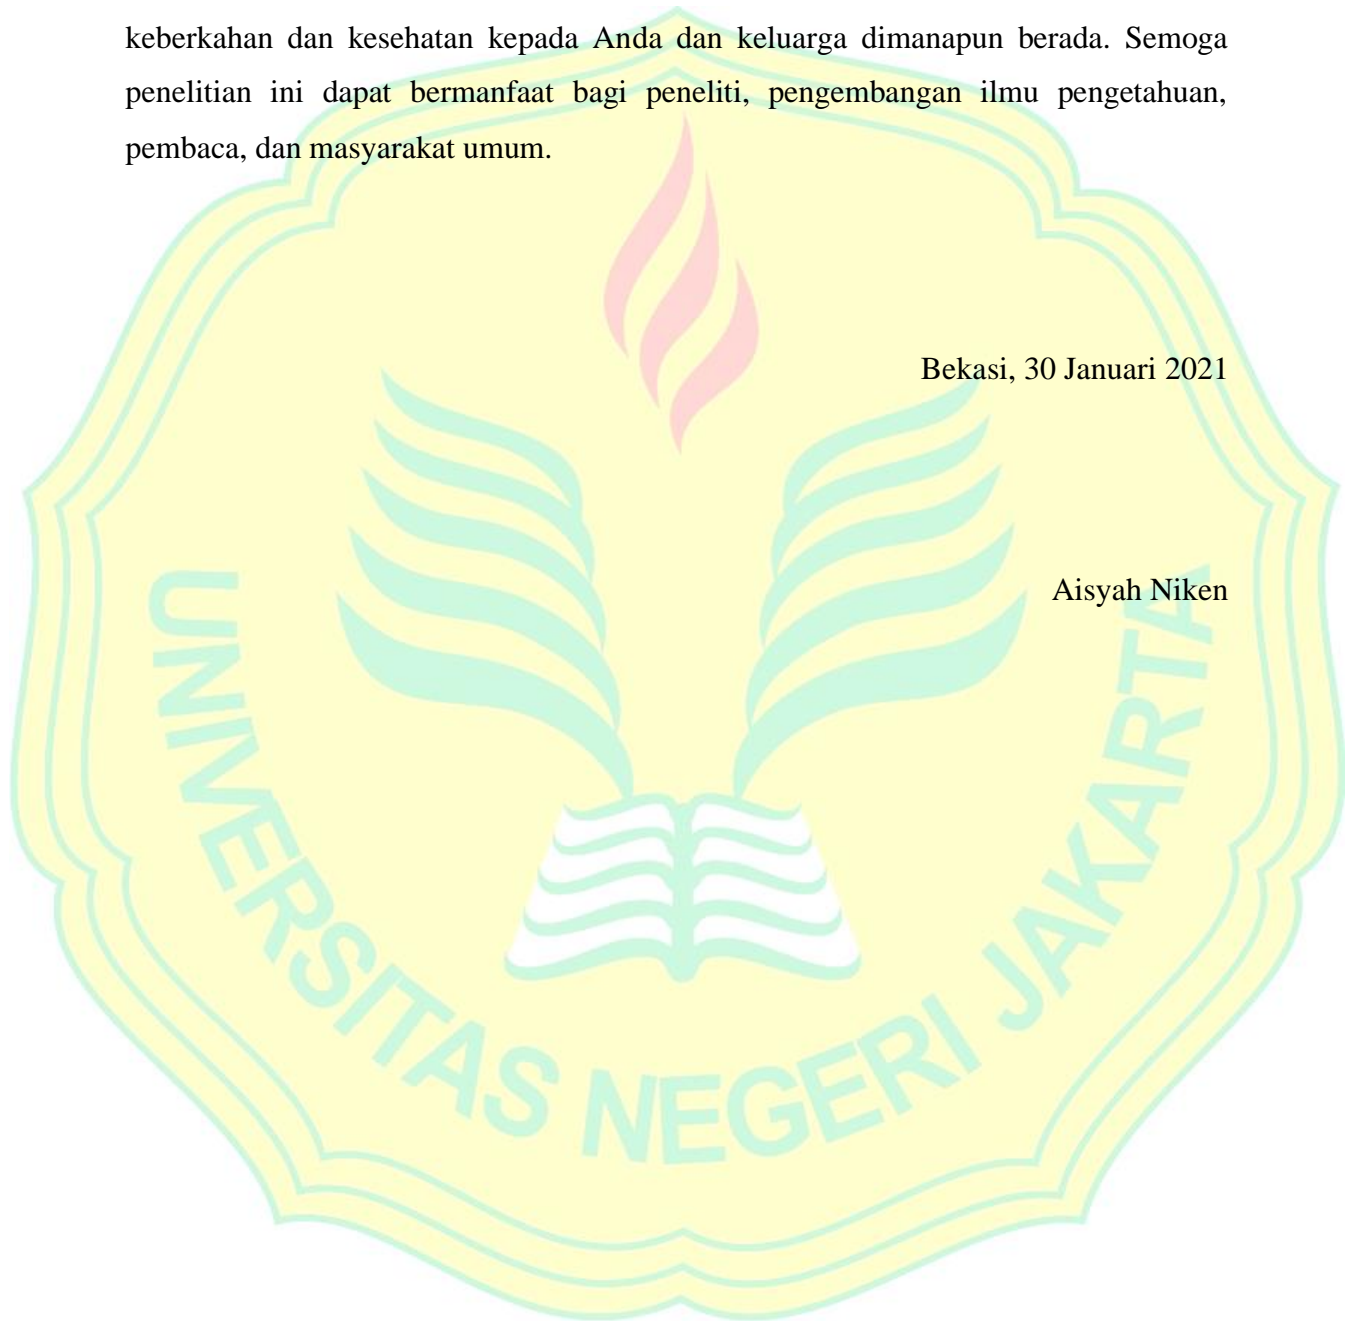 keberkahan dan kesehatan kepada Anda dan keluarga dimanapun berada. Semoga
penelitian ini dapat bermanfaat bagi peneliti, pengembangan ilmu pengetahuan,
pembaca, dan masyarakat umum.
Bekasi, 30 Januari 2021
Aisyah Niken
UNIVERSITAS NEGERI JAKARTA